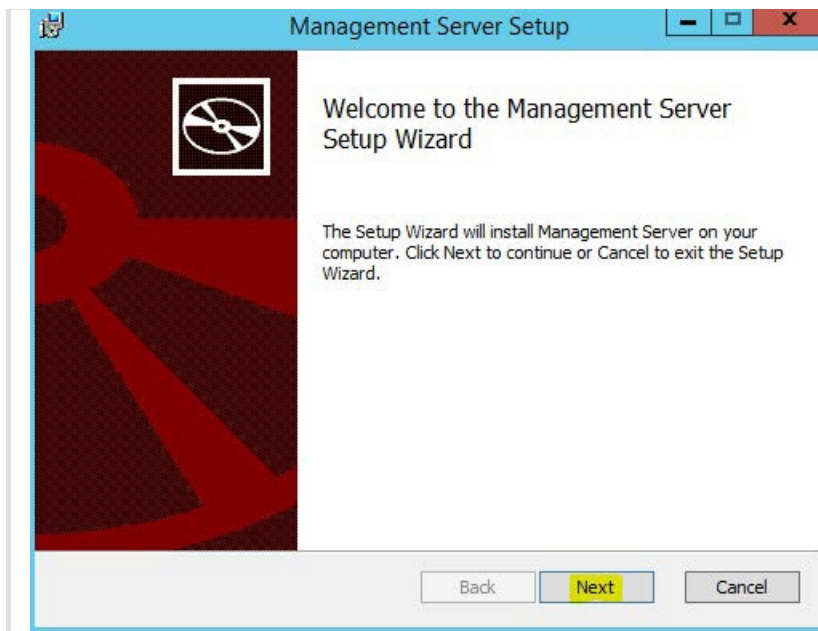 Management Server Setup
Welcome to the Management Server
Setup Wizard
The Setup Wizard will install Management Server on your
computer. Click Next to continue or Cancel to exit the Setup
Wizard.
Back Next Cancel